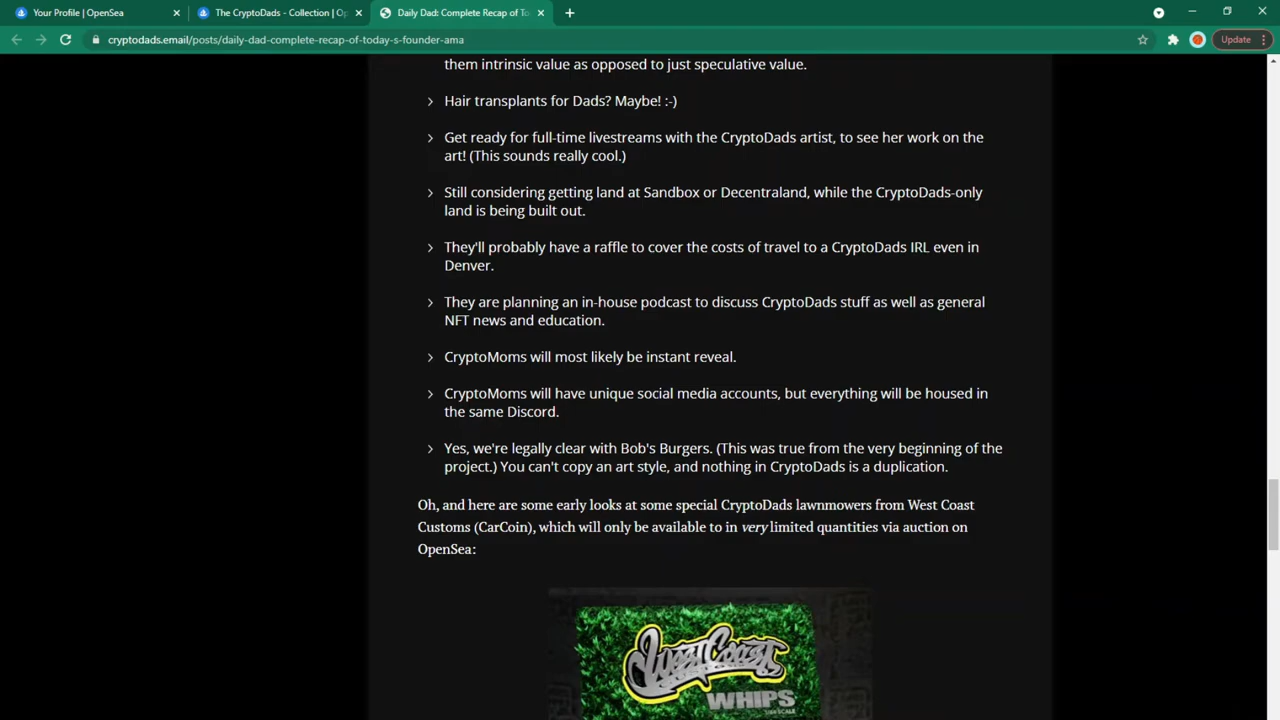 Your Profile | OpenSea
The CryptoDads - Collection | Op
Daily Dad: Complete Recap of To
cryptodads.email/posts/daily-dad-complete-recap-of-today-s-founder-ama
Update
them intrinsic value as opposed to just speculative value.
Hair transplants for Dads? Maybe! :-)
Get ready for full-time livestreams with the CryptoDads artist, to see her work on the
art! (This sounds really cool.)
Still considering getting land at Sandbox or Decentraland, while the CryptoDads-only
land is being built out.
They'll probably have a raffle to cover the costs of travel to a CryptoDads IRL even in
Denver.
They are planning an in-house podcast to discuss CryptoDads stuff as well as general
NFT news and education.
CryptoMoms will most likely be instant reveal.
CryptoMoms will have unique social media accounts, but everything will be housed in
the same Discord.
Yes, we're legally clear with Bob's Burgers. (This was true from the very beginning of the
project.) You can't copy an art style, and nothing in CryptoDads is a duplication.
Oh, and here are some early looks at some special CryptoDads lawnmowers from West Coast
Customs (CarCoin), which will only be available to in very limited quantities via auction on
OpenSea:
West Coast
WHIPS